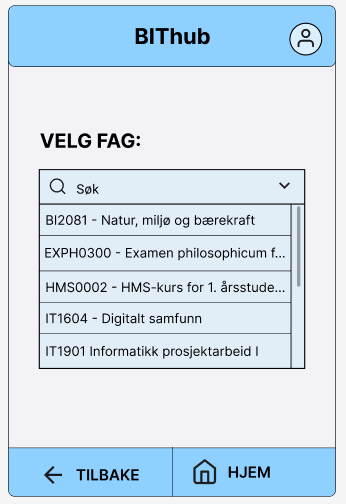 BIThub
VELG FAG:
Søk
BI2081 - Natur, miljø og bærekraft
EXPH0300 - Examen philosophicum f...
HMS0002 - HMS-kurs for 1. årsstude...
IT1604 - Digitalt samfunn
IT1901 Informatikk prosjektarbeid I
TILBAKE
HJEM